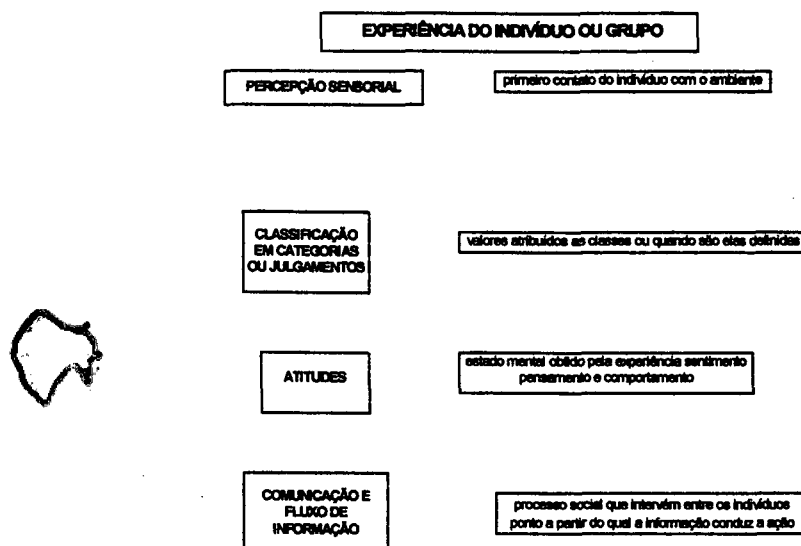 EXPERIÊNCIA DO INDIVÍDUO OU GRUPO
PERCEPÇÃO SENSORIAL
primeiro contato do indivíduo com o ambiente
CLASSIFICAÇÃO
EM CATEGORIAS
OU JULGAMENTOS
valores atribuídos as classes ou quando são elas definidas
ATITUDES
estado mental obtido pela experiência sentimento
pensamento e comportamento
COMUNICAÇÃO E
FLUXO DE
INFORMAÇÃO
processo social que intervém entre os indivíduos
ponto a partir do qual a informação conduz a ação